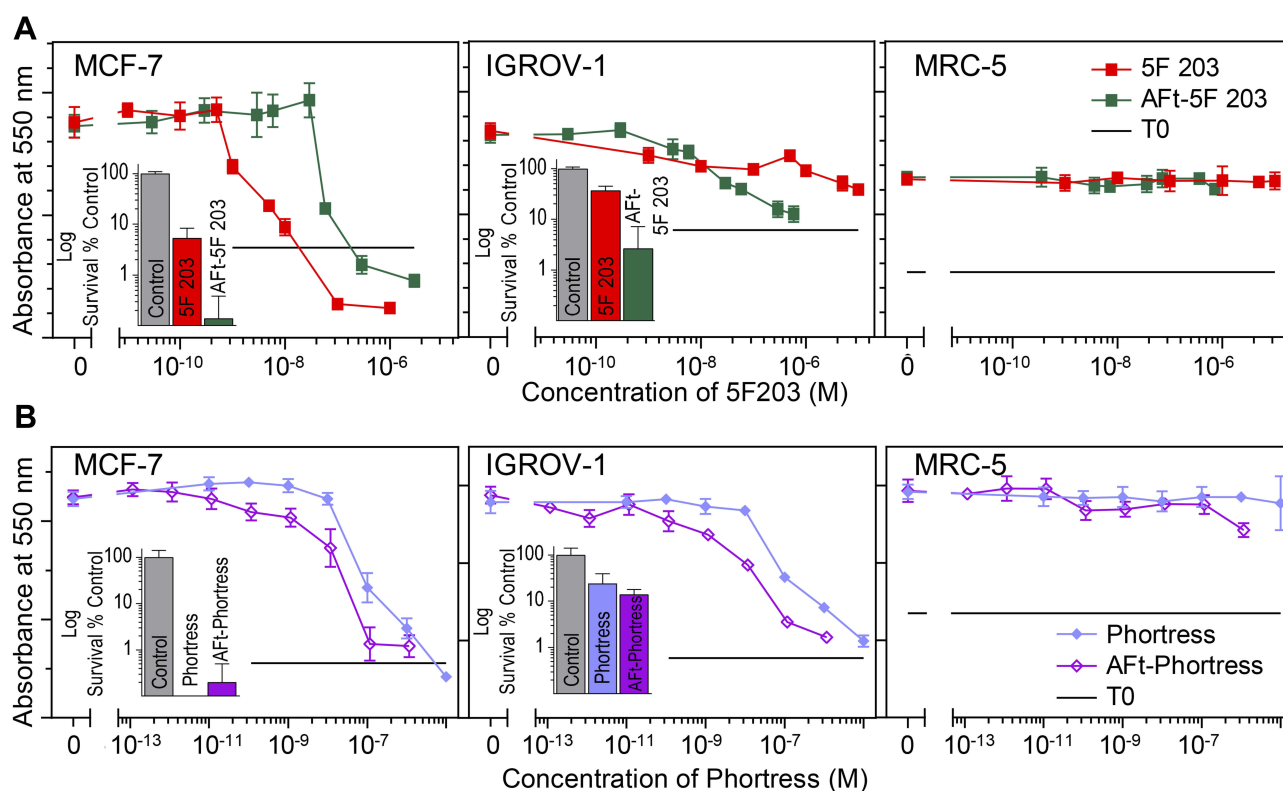 A
MCF-7
IGROV-1
MRC-5
5F 203
AFt-5F 203
T0
Absorbance at 550 nm
Log
Survival % Control
100
10
1
Control
5F 203
AFt-5F 203
Log
Survival % Control
100
10
1
Control
5F 203
AFt-
5F 203
0 10-10 10-8 10-6
0 10-10 10-8 10-6
0 10-10 10-8 10-6
Concentration of 5F203 (M)
B
MCF-7
IGROV-1
MRC-5
Absorbance at 550 nm
Log
Survival % Control
100
10
1
Control
Phortress
AFt-Phortress
Log
Survival % Control
100
10
1
Control
Phortress
AFt-Phortress
Phortress
AFt-Phortress
T0
0 10-13 10-11 10-9 10-7
0 10-13 10-11 10-9 10-7
0 10-13 10-11 10-9 10-7
Concentration of Phortress (M)